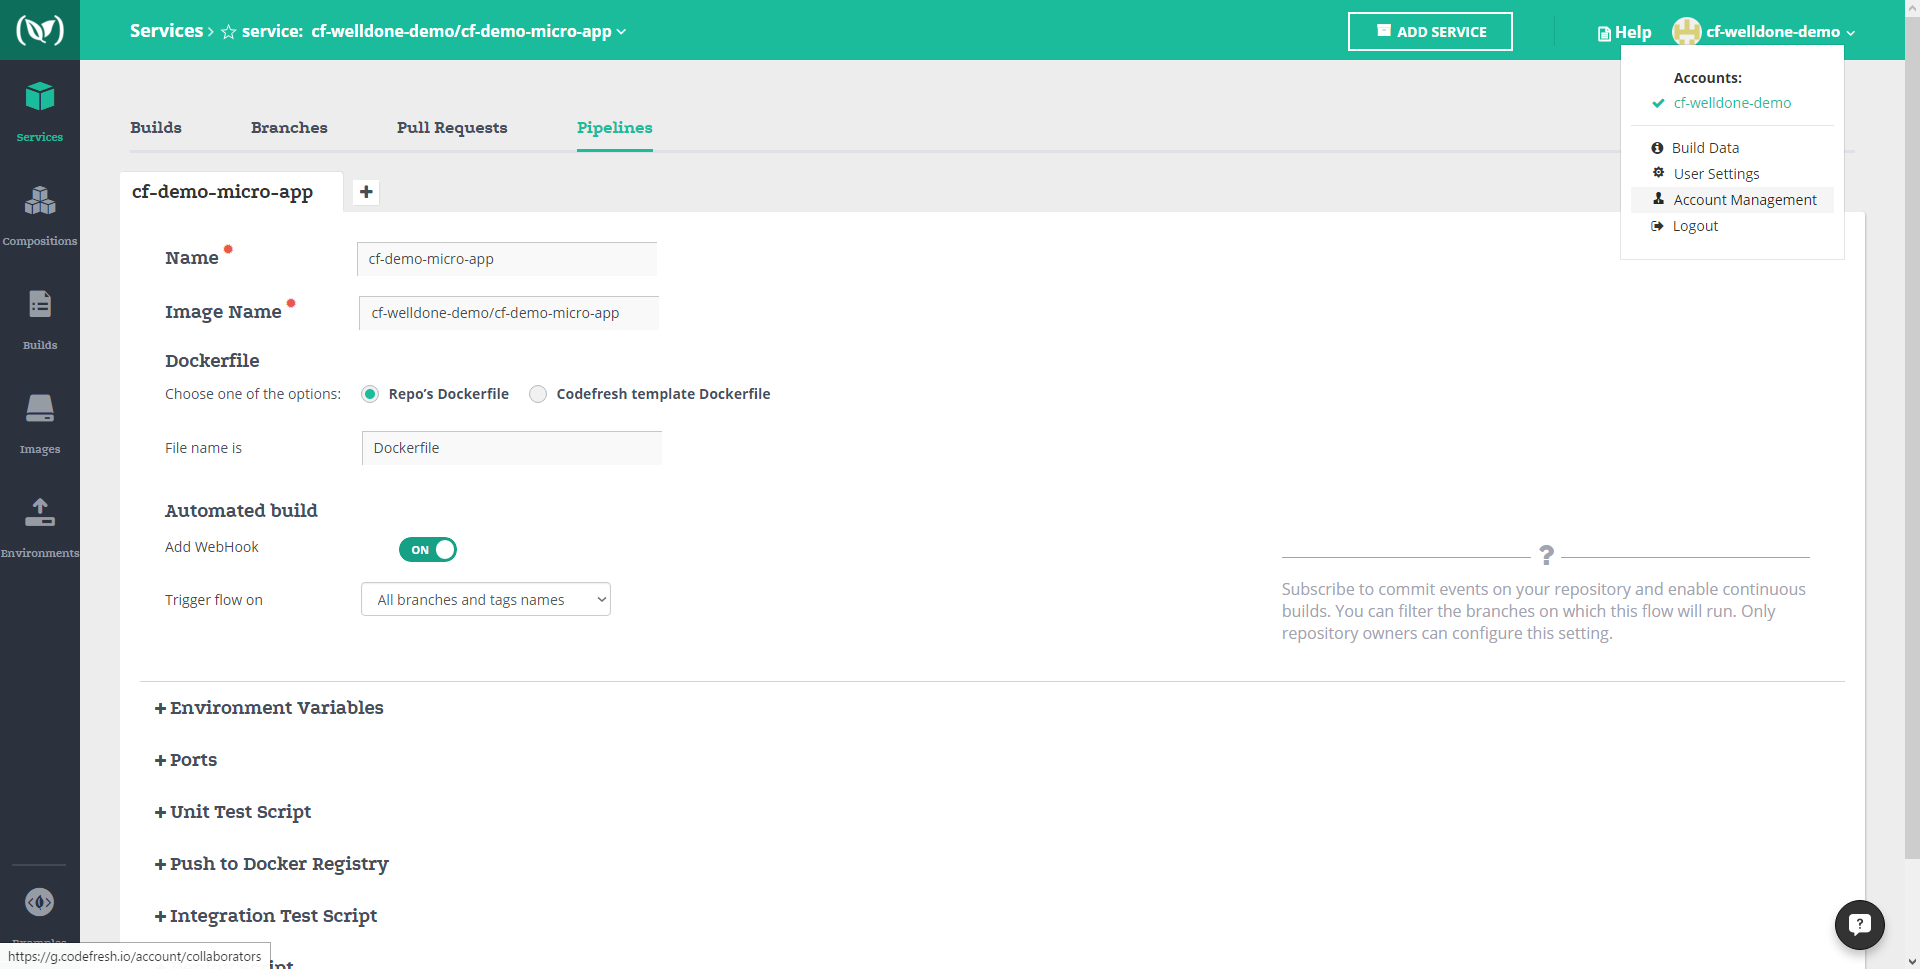 Services > service: cf-welldone-demo/cf-demo-micro-app
ADD SERVICE
Help
cf-welldone-demo
Accounts:
cf-welldone-demo
Build Data
User Settings
Account Management
Logout
Services
Compositions
Builds
Images
Environments
Builds
Branches
Pull Requests
Pipelines
cf-demo-micro-app
Name
cf-demo-micro-app
Image Name
cf-welldone-demo/cf-demo-micro-app
Dockerfile
Choose one of the options:
Repo’s Dockerfile
Codefresh template Dockerfile
File name is
Dockerfile
Automated build
Add WebHook
ON
Trigger flow on
All branches and tags names
?
Subscribe to commit events on your repository and enable continuous
builds. You can filter the branches on which this flow will run. Only
repository owners can configure this setting.
+ Environment Variables
+ Ports
+ Unit Test Script
+ Push to Docker Registry
+ Integration Test Script
https://g.codefresh.io/account/collaborators